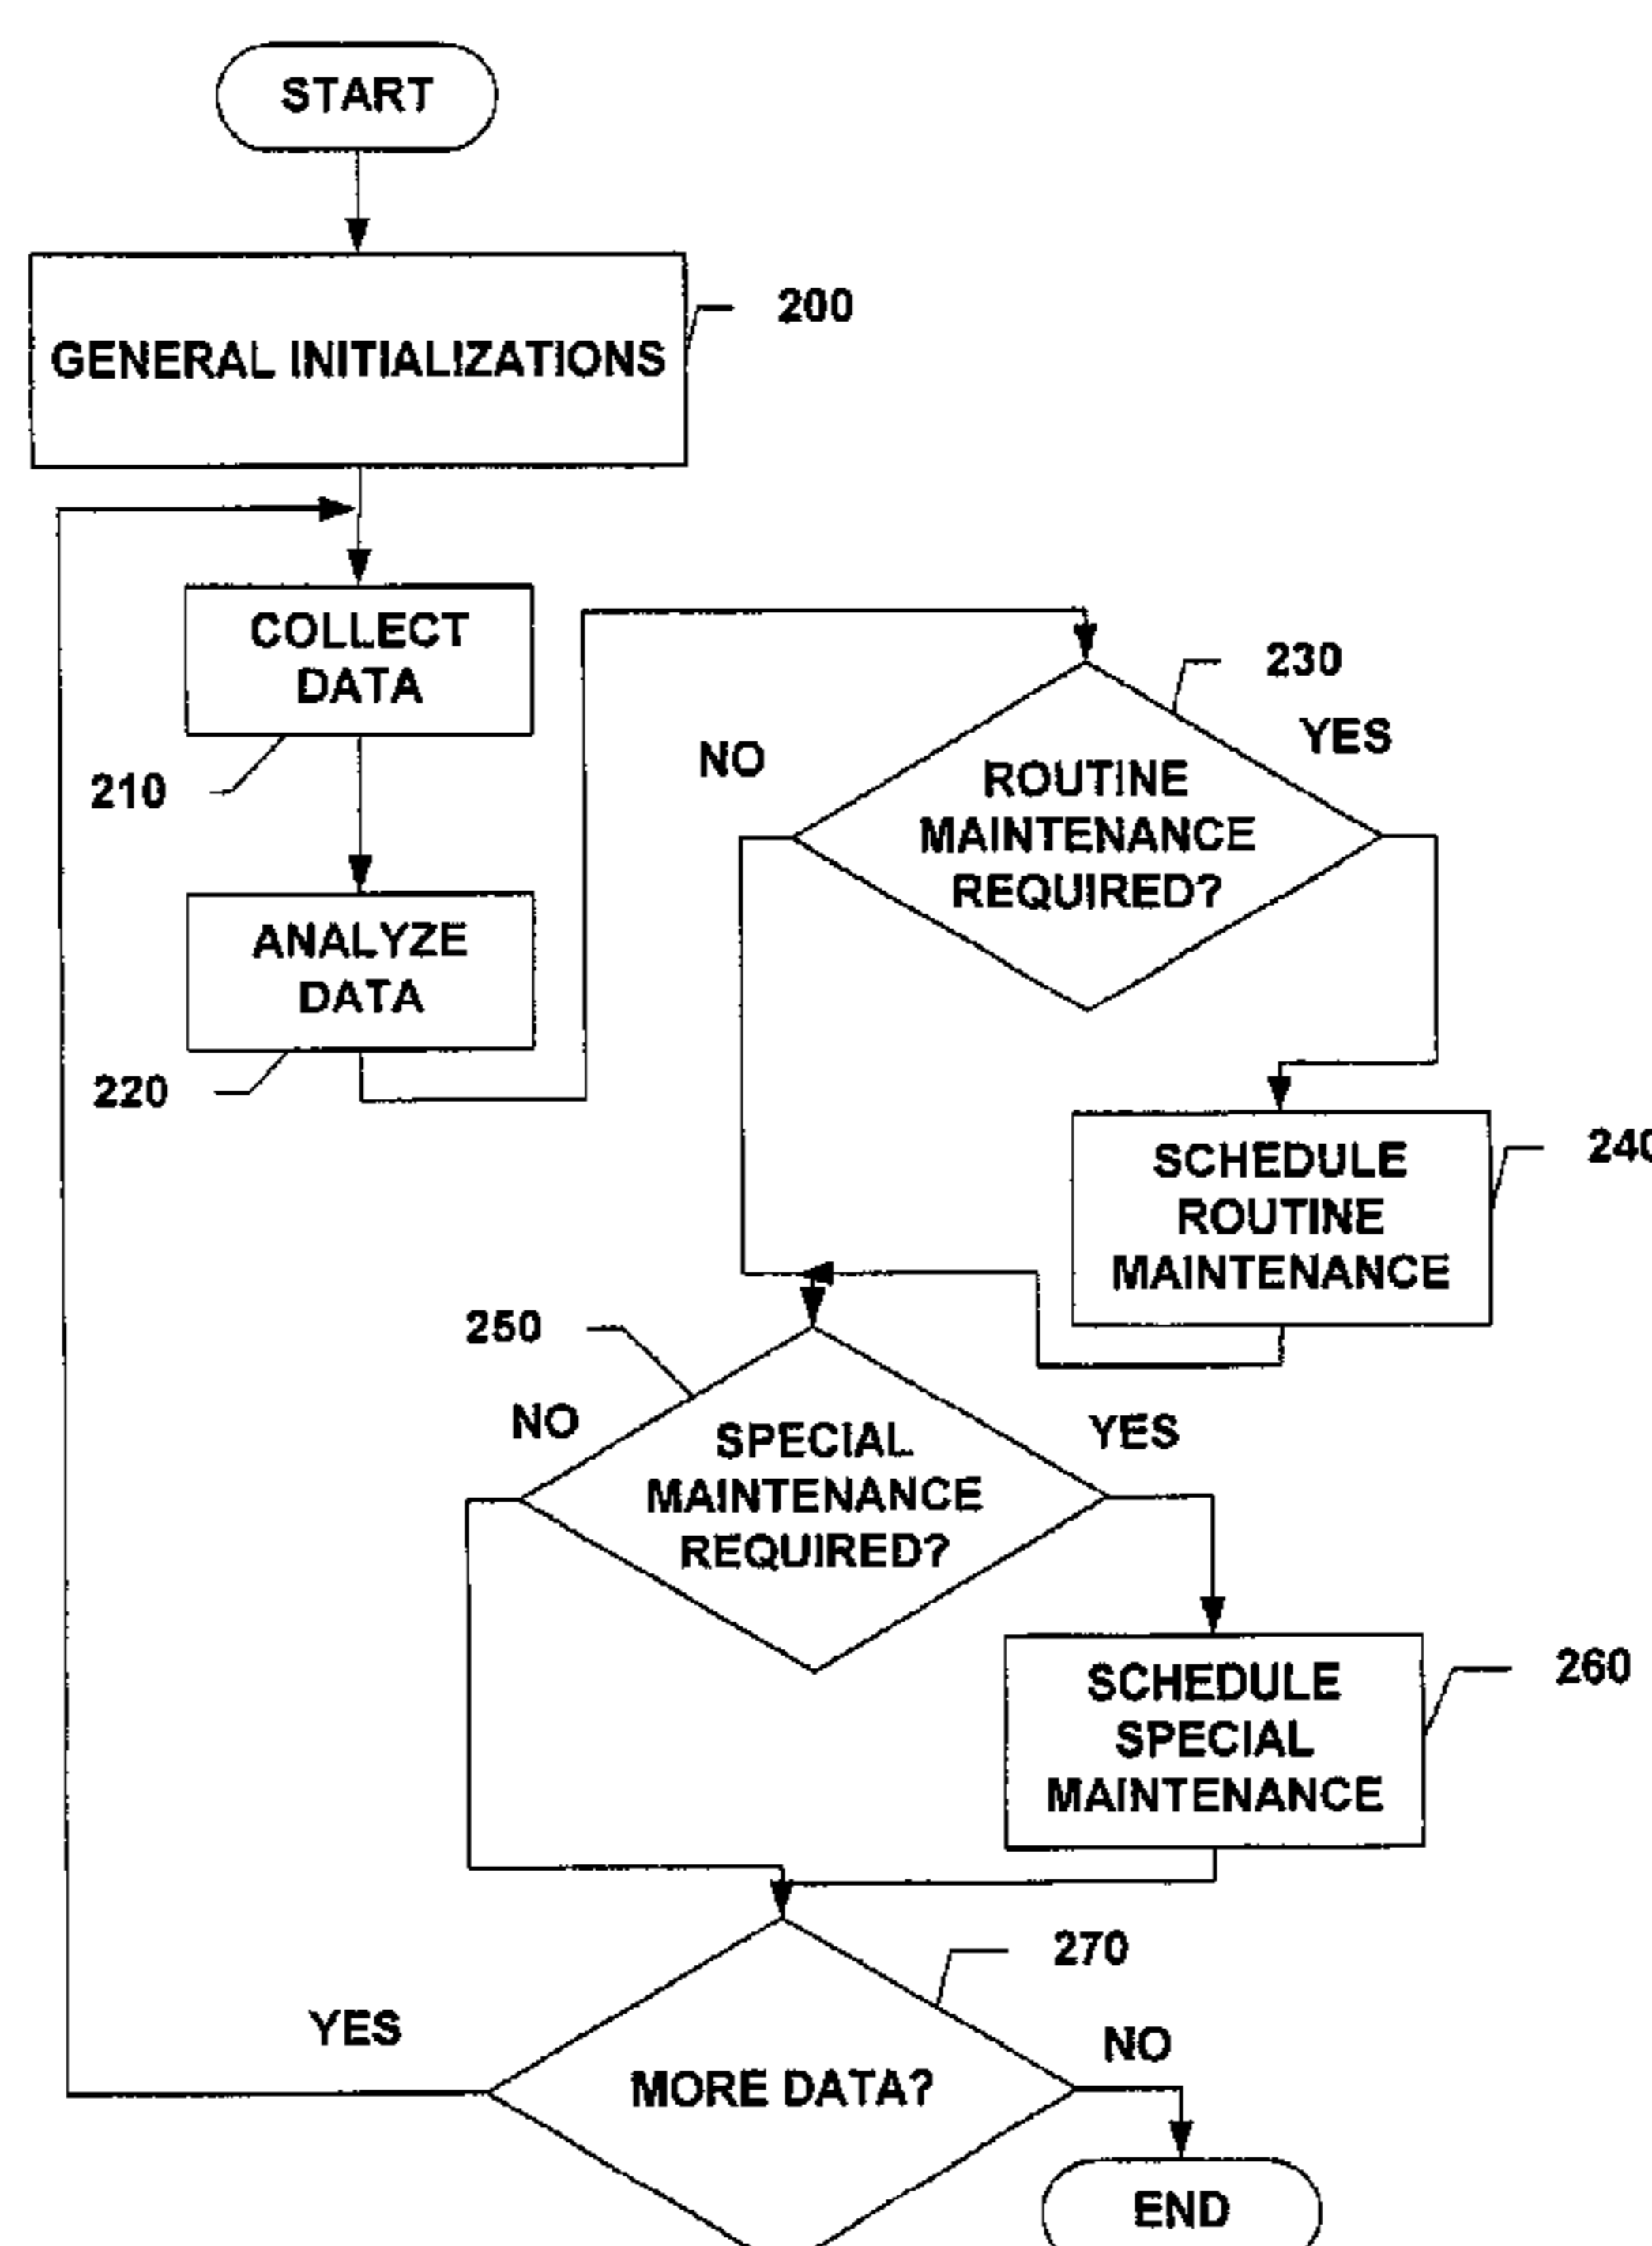 START
GENERAL INITIALIZATIONS
200
COLLECT
DATA
210
ANALYZE
DATA
220
230
NO
YES
ROUTINE
MAINTENANCE
REQUIRED?
SCHEDULE
ROUTINE
MAINTENANCE
240
250
NO
YES
SPECIAL
MAINTENANCE
REQUIRED?
SCHEDULE
SPECIAL
MAINTENANCE
260
270
YES
NO
MORE DATA?
END